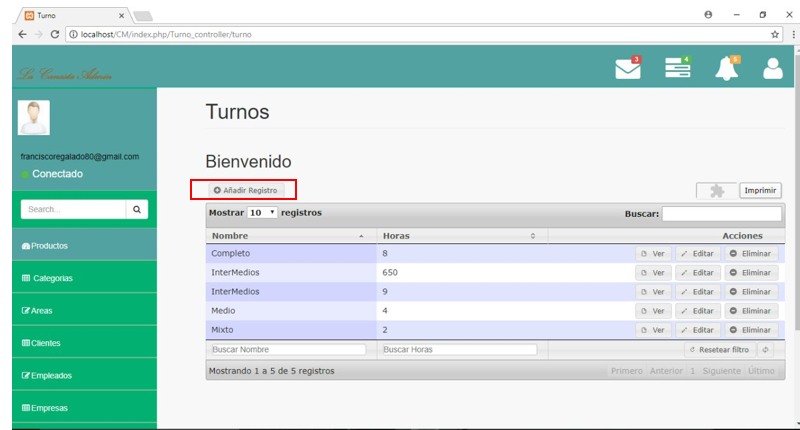 Turno
localhost/CM/index.php/Turno_controller/turno
La Canasta Admin
3
4
5
franciscoregalado80@gmail.com
Conectado
Search...
Productos
Categorias
Areas
Clientes
Empleados
Empresas
Turnos
Bienvenido
Añadir Registro
Imprimir
Mostrar 10 registros
Buscar:
Nombre Horas Acciones
Completo 8 Ver Editar Eliminar
InterMedios 650 Ver Editar Eliminar
InterMedios 9 Ver Editar Eliminar
Medio 4 Ver Editar Eliminar
Mixto 2 Ver Editar Eliminar
Buscar Nombre Buscar Horas Resetear filtro
Mostrando 1 a 5 de 5 registros Primero Anterior 1 Siguiente Último